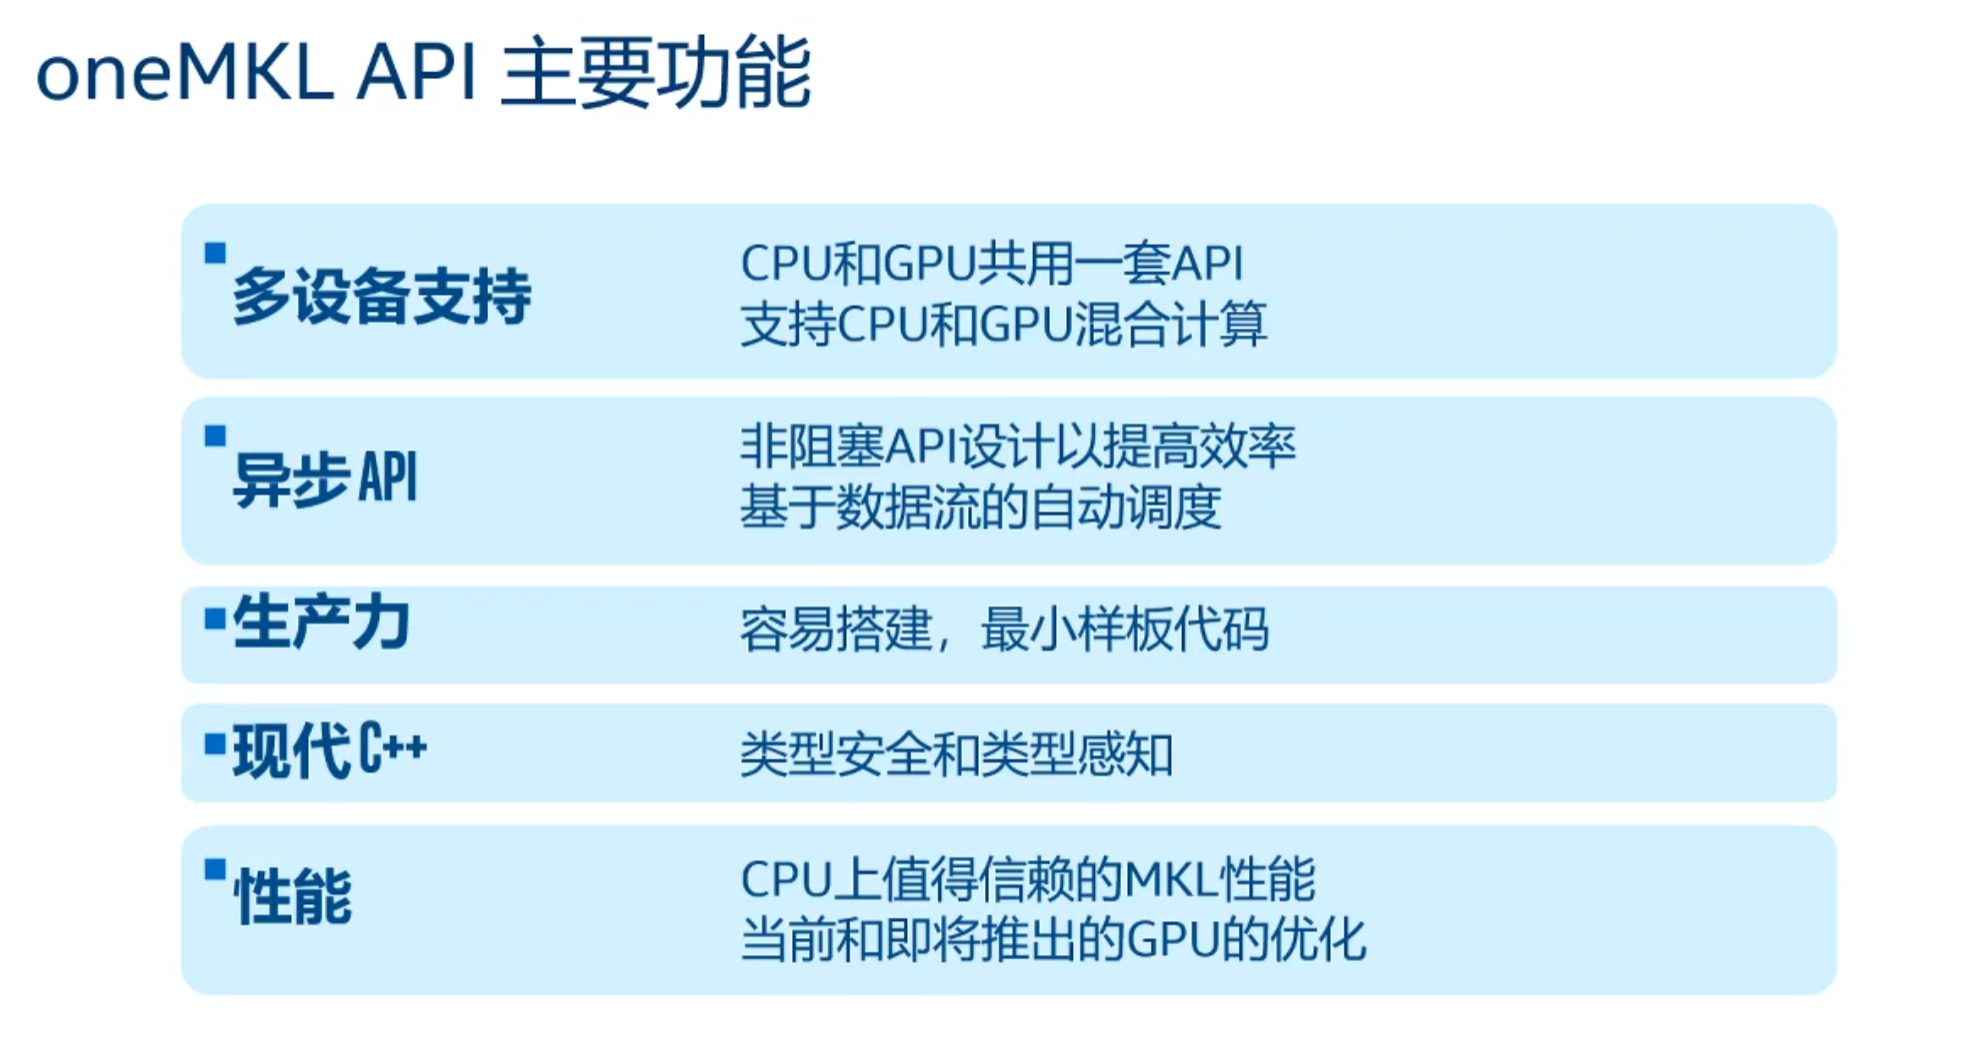 oneMKL API 主要功能
多设备支持
CPU和GPU共用一套API
支持CPU和GPU混合计算
异步API
非阻塞API设计以提高效率
基于数据流的自动调度
生产力
容易搭建，最小样板代码
现代C++
类型安全和类型感知
性能
CPU上值得信赖的MKL性能
当前和即将推出的GPU的优化